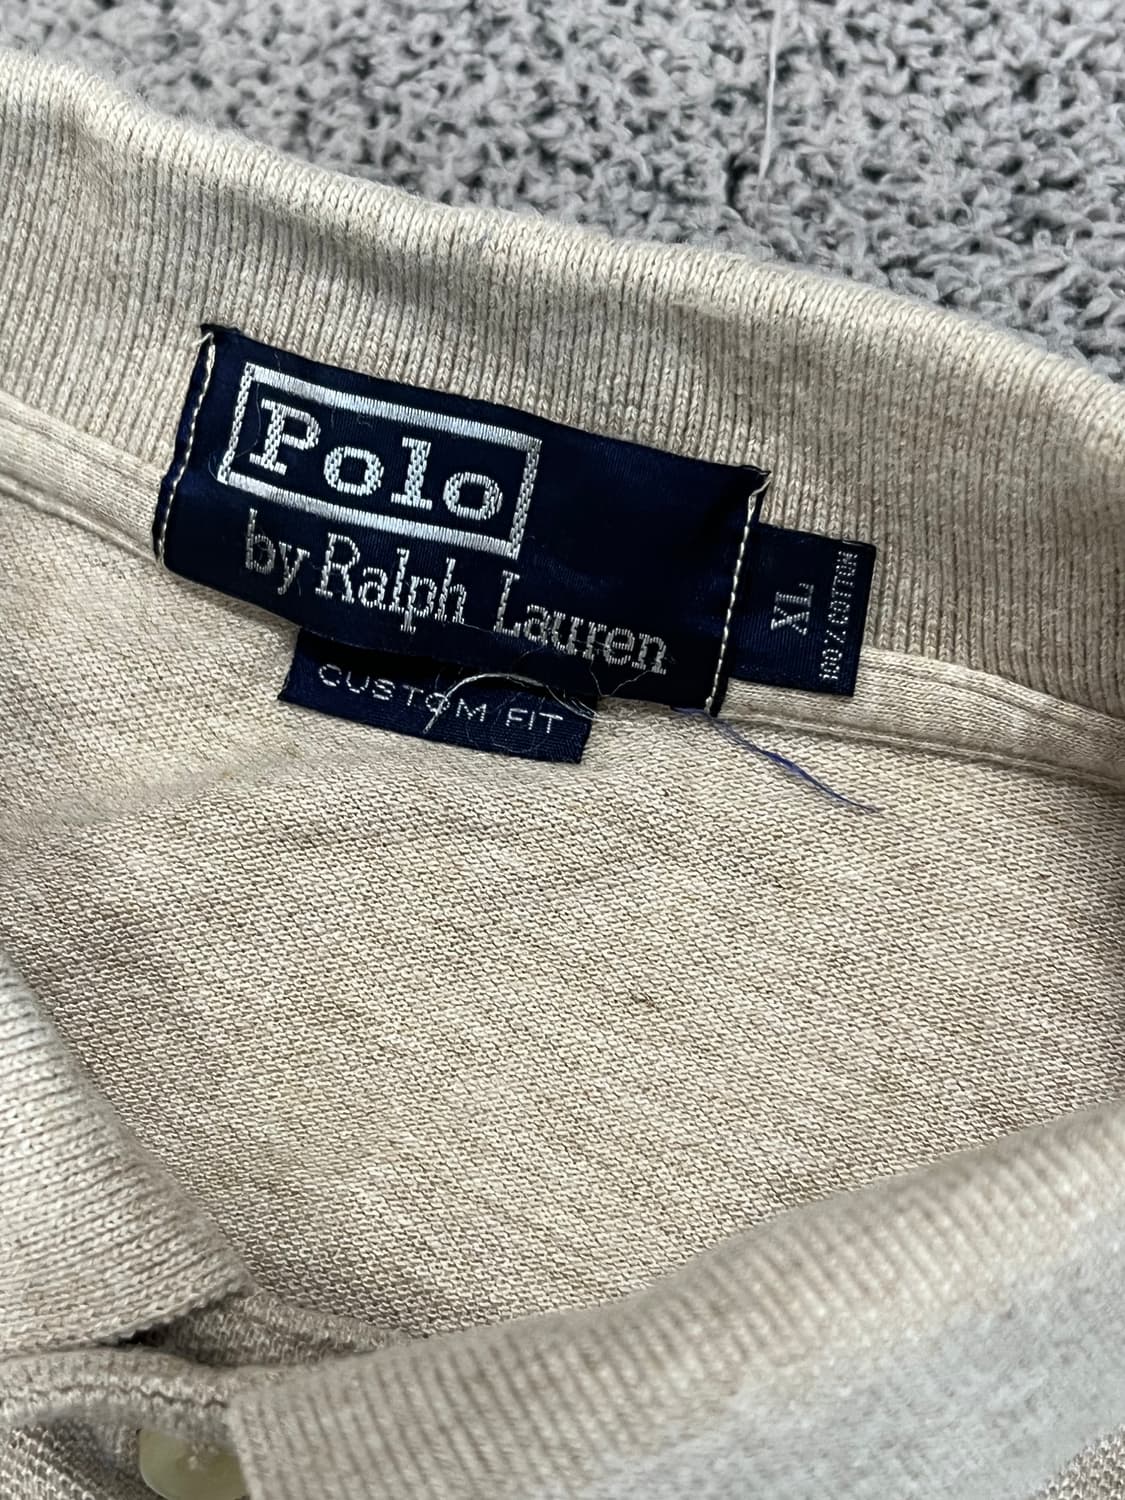 Polo
by Ralph Lauren
CUSTOM FIT
XL
100% COTTON